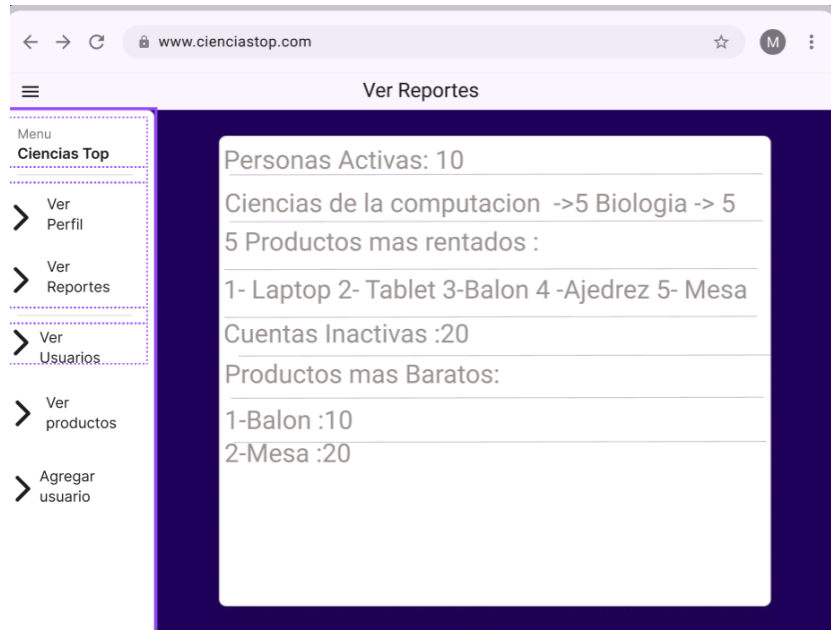 www.cienciastop.com
M
Ver Reportes
Menu
Ciencias Top
Ver
Perfil
Ver
Reportes
Ver
Usuarios
Ver
productos
Agregar
usuario
Personas Activas: 10
Ciencias de la computacion ->5 Biologia -> 5
5 Productos mas rentados :
1- Laptop 2- Tablet 3-Balon 4 -Ajedrez 5- Mesa
Cuentas Inactivas :20
Productos mas Baratos:
1-Balon :10
2-Mesa :20